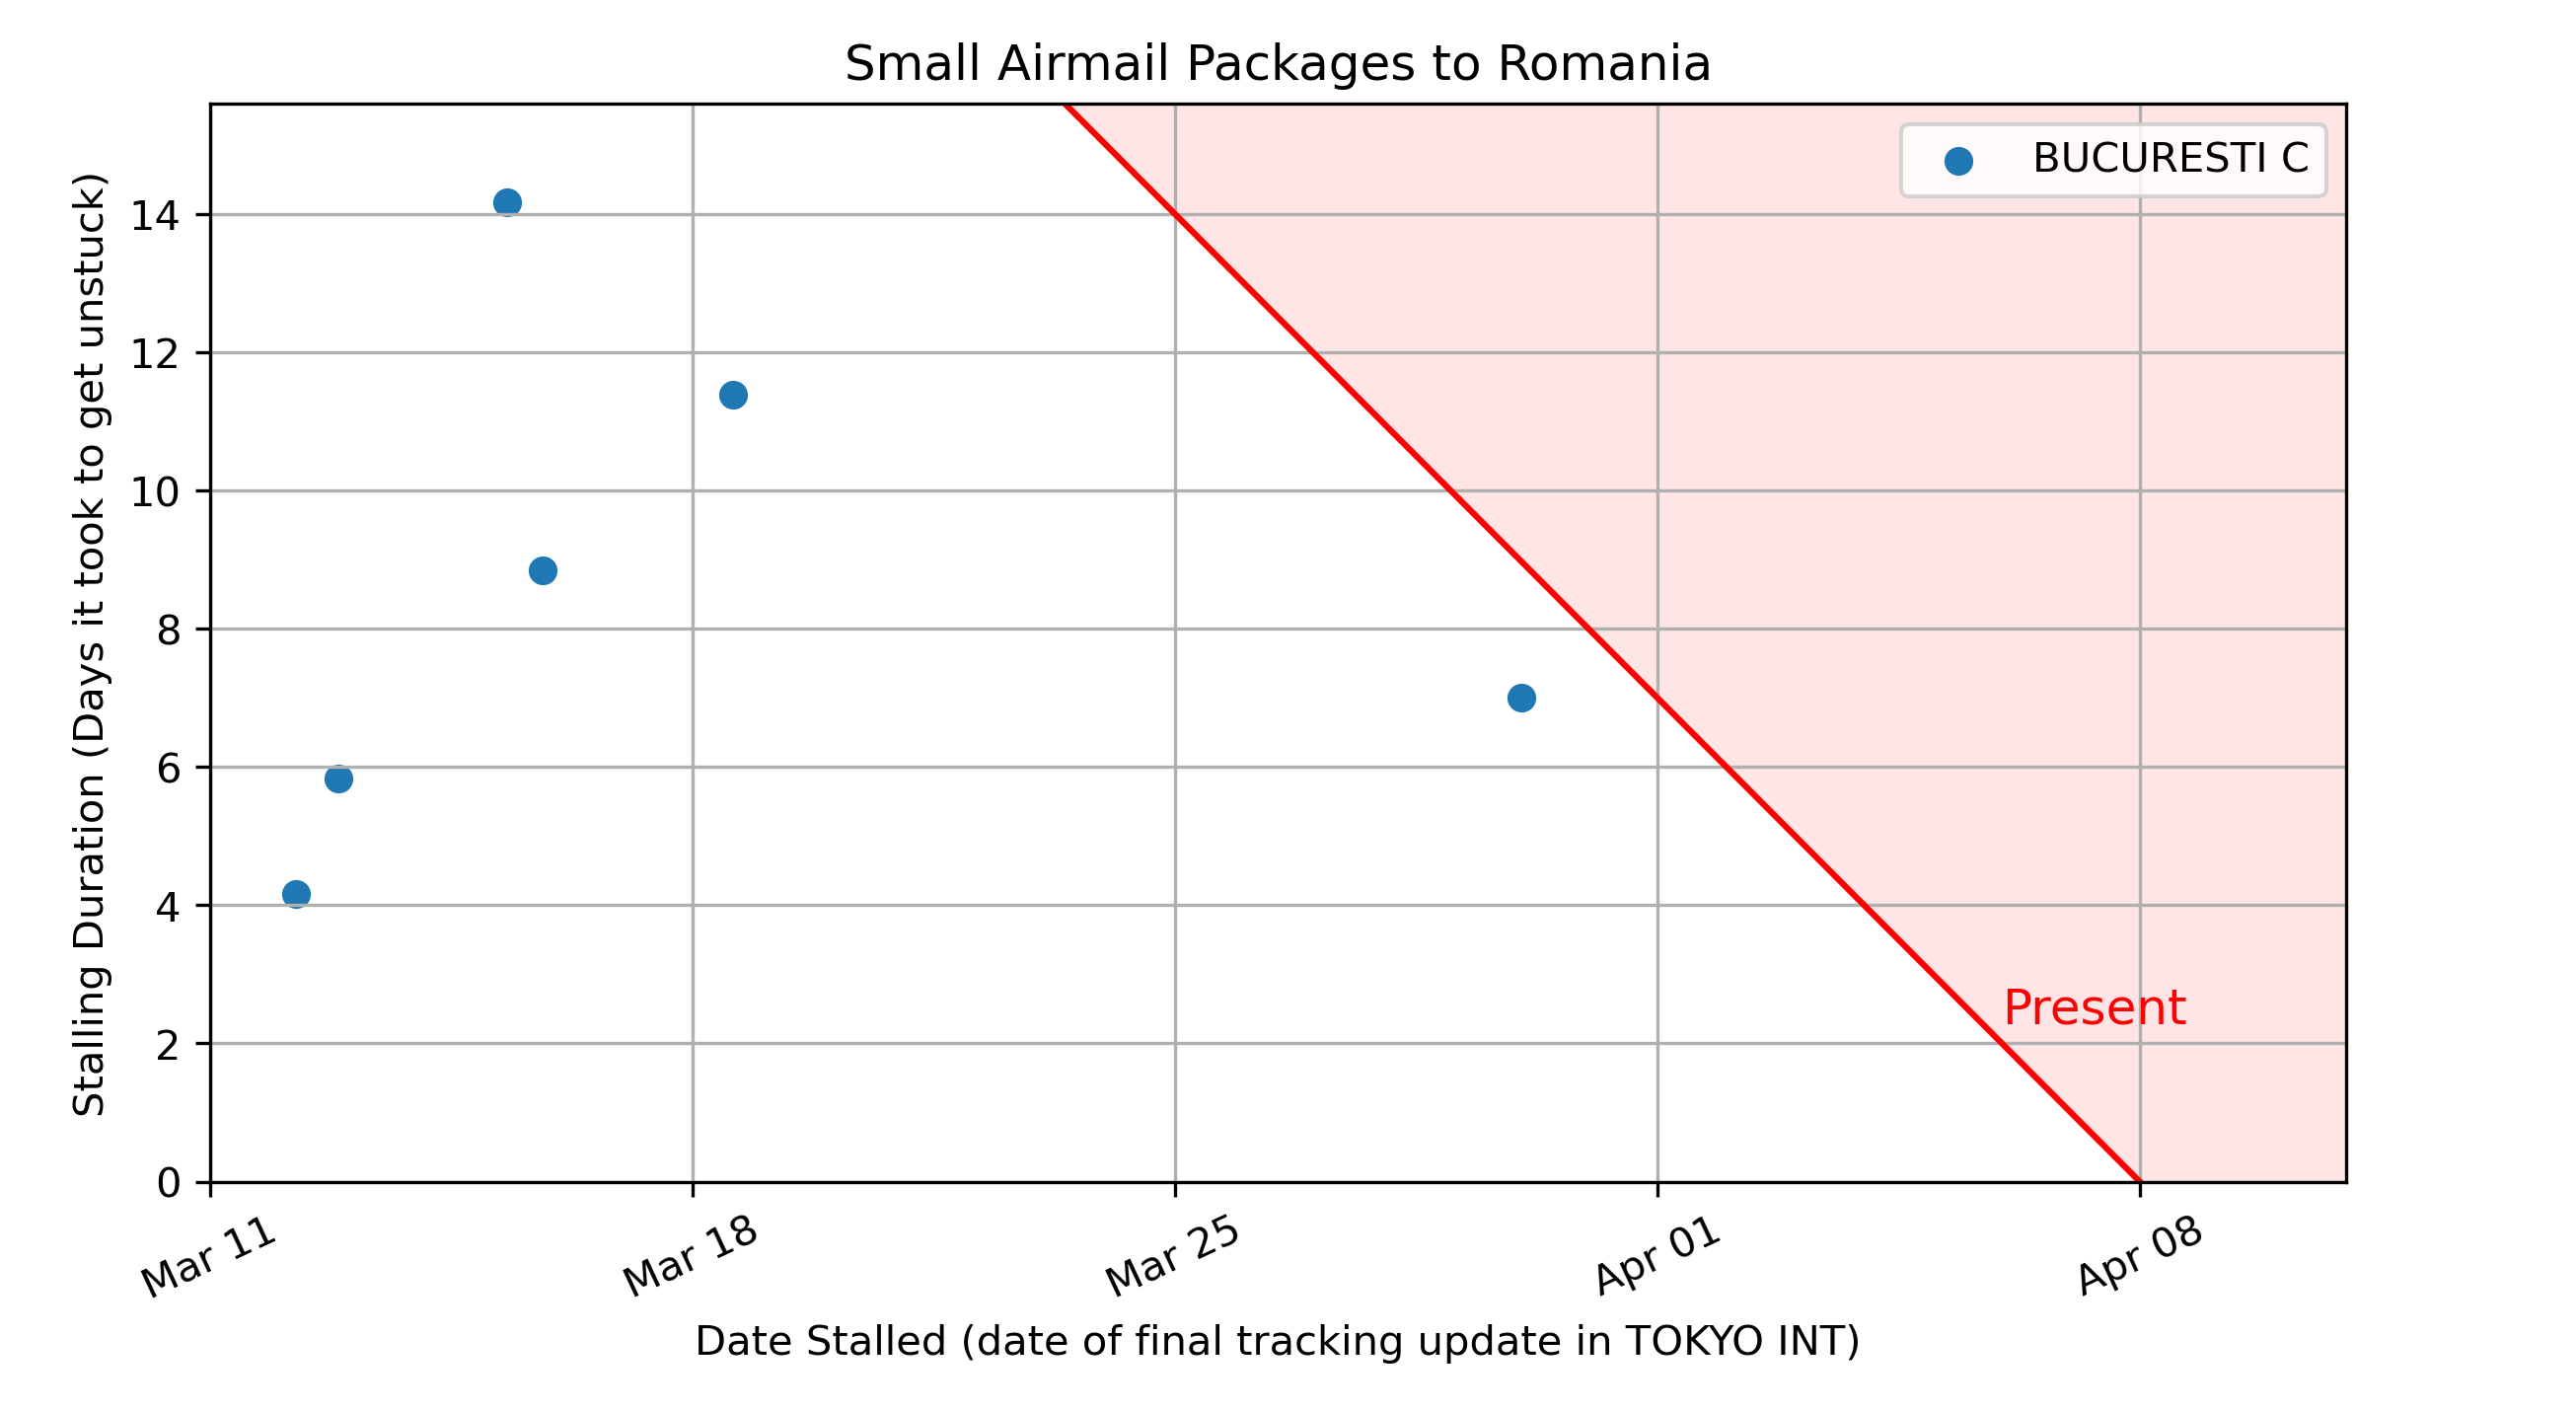 Small Airmail Packages to Romania
BUCURESTI C
Stalling Duration (Days it took to get unstuck)
14
12
10
8
6
4
2
0
Present
Mar 11
Mar 18
Mar 25
Apr 01
Apr 08
Date Stalled (date of final tracking update in TOKYO INT)